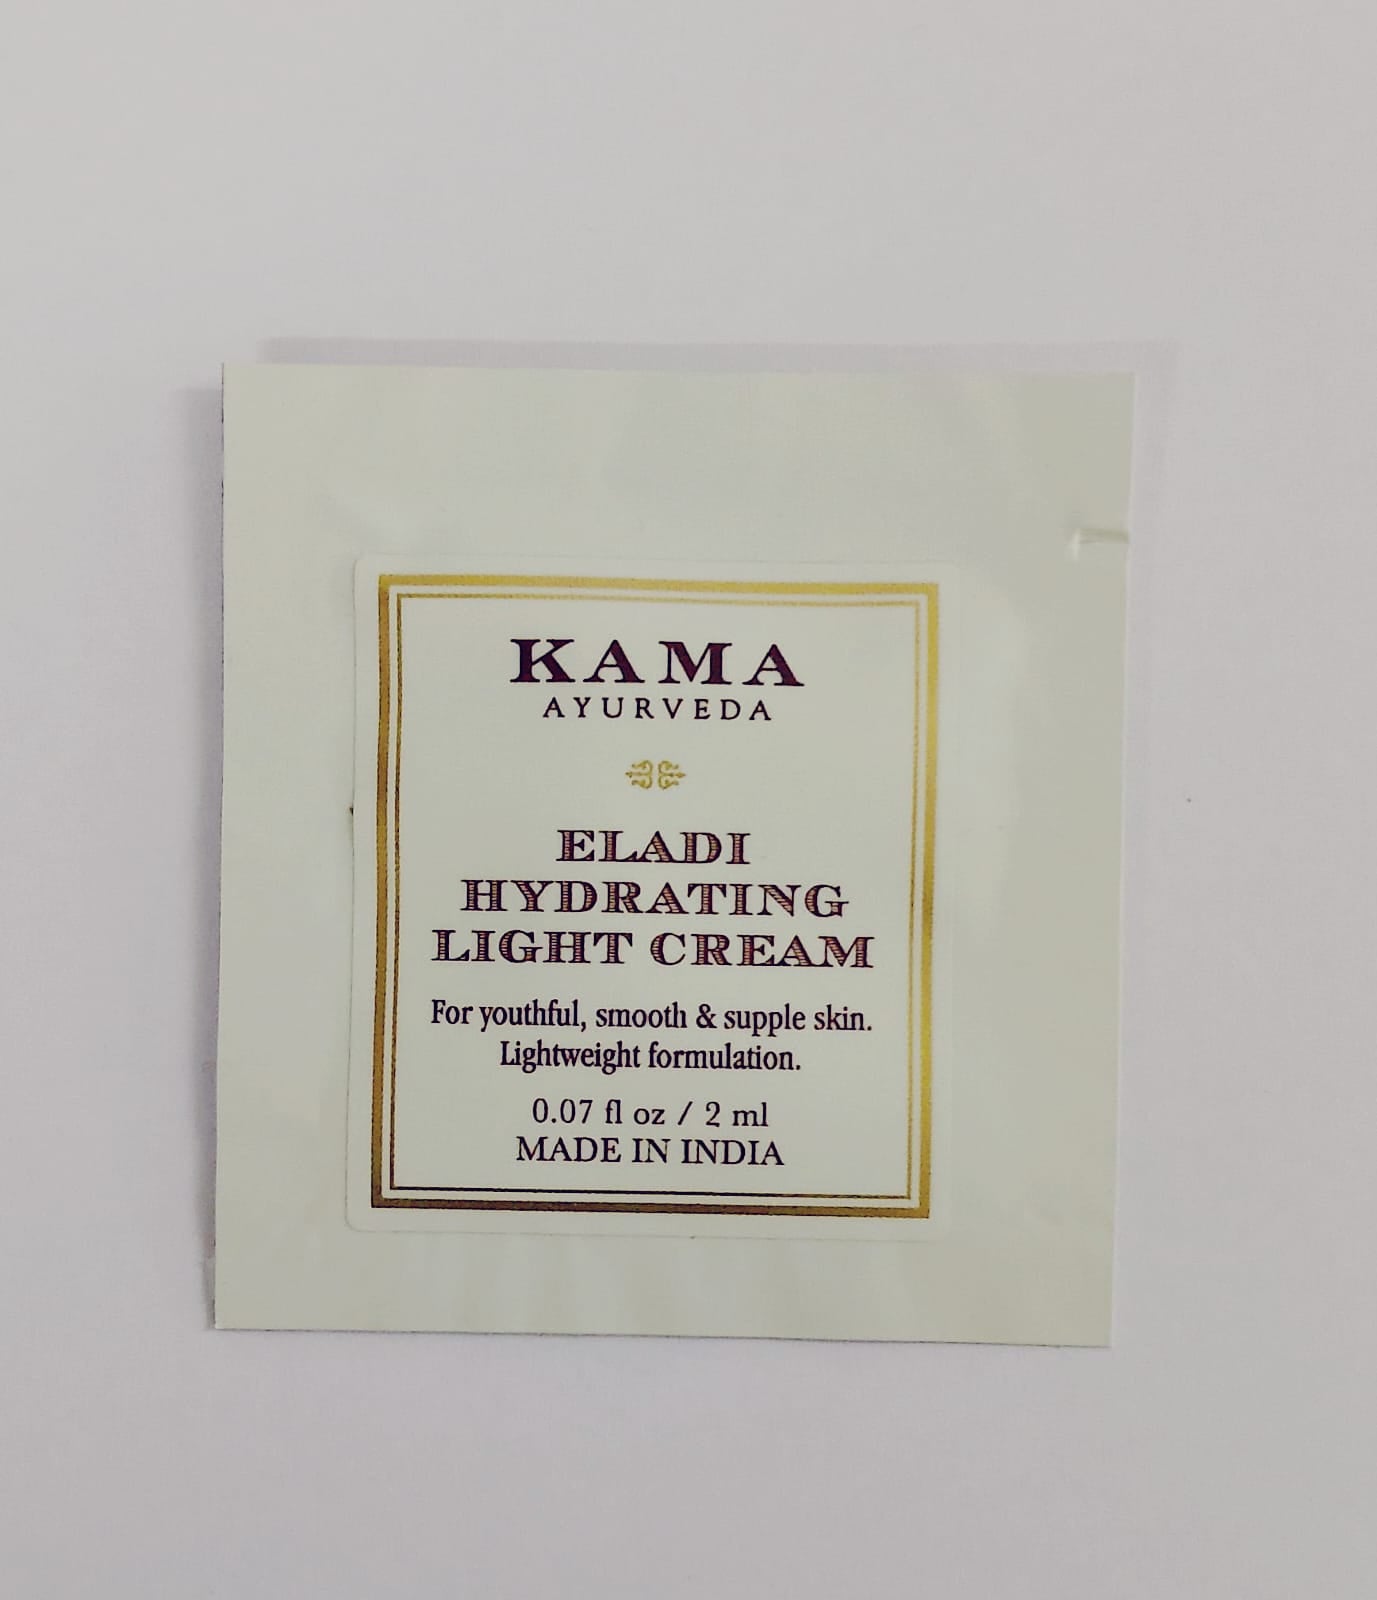 KAMA
AYURVEDA
ELADI
HYDRATING
LIGHT CREAM
For youthful, smooth & supple skin.
Lightweight formulation.
0.07 fl oz / 2 ml
MADE IN INDIA